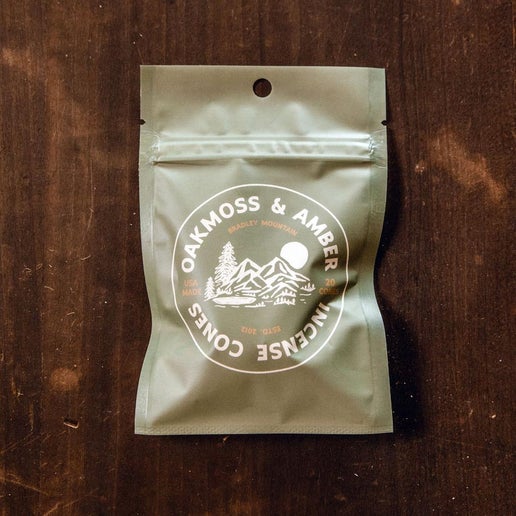 OAKMOSS & AMBER
BRADLEY MOUNTAIN
USA
MADE
20
CONES
ESTD. 2012
INCENSE CONES